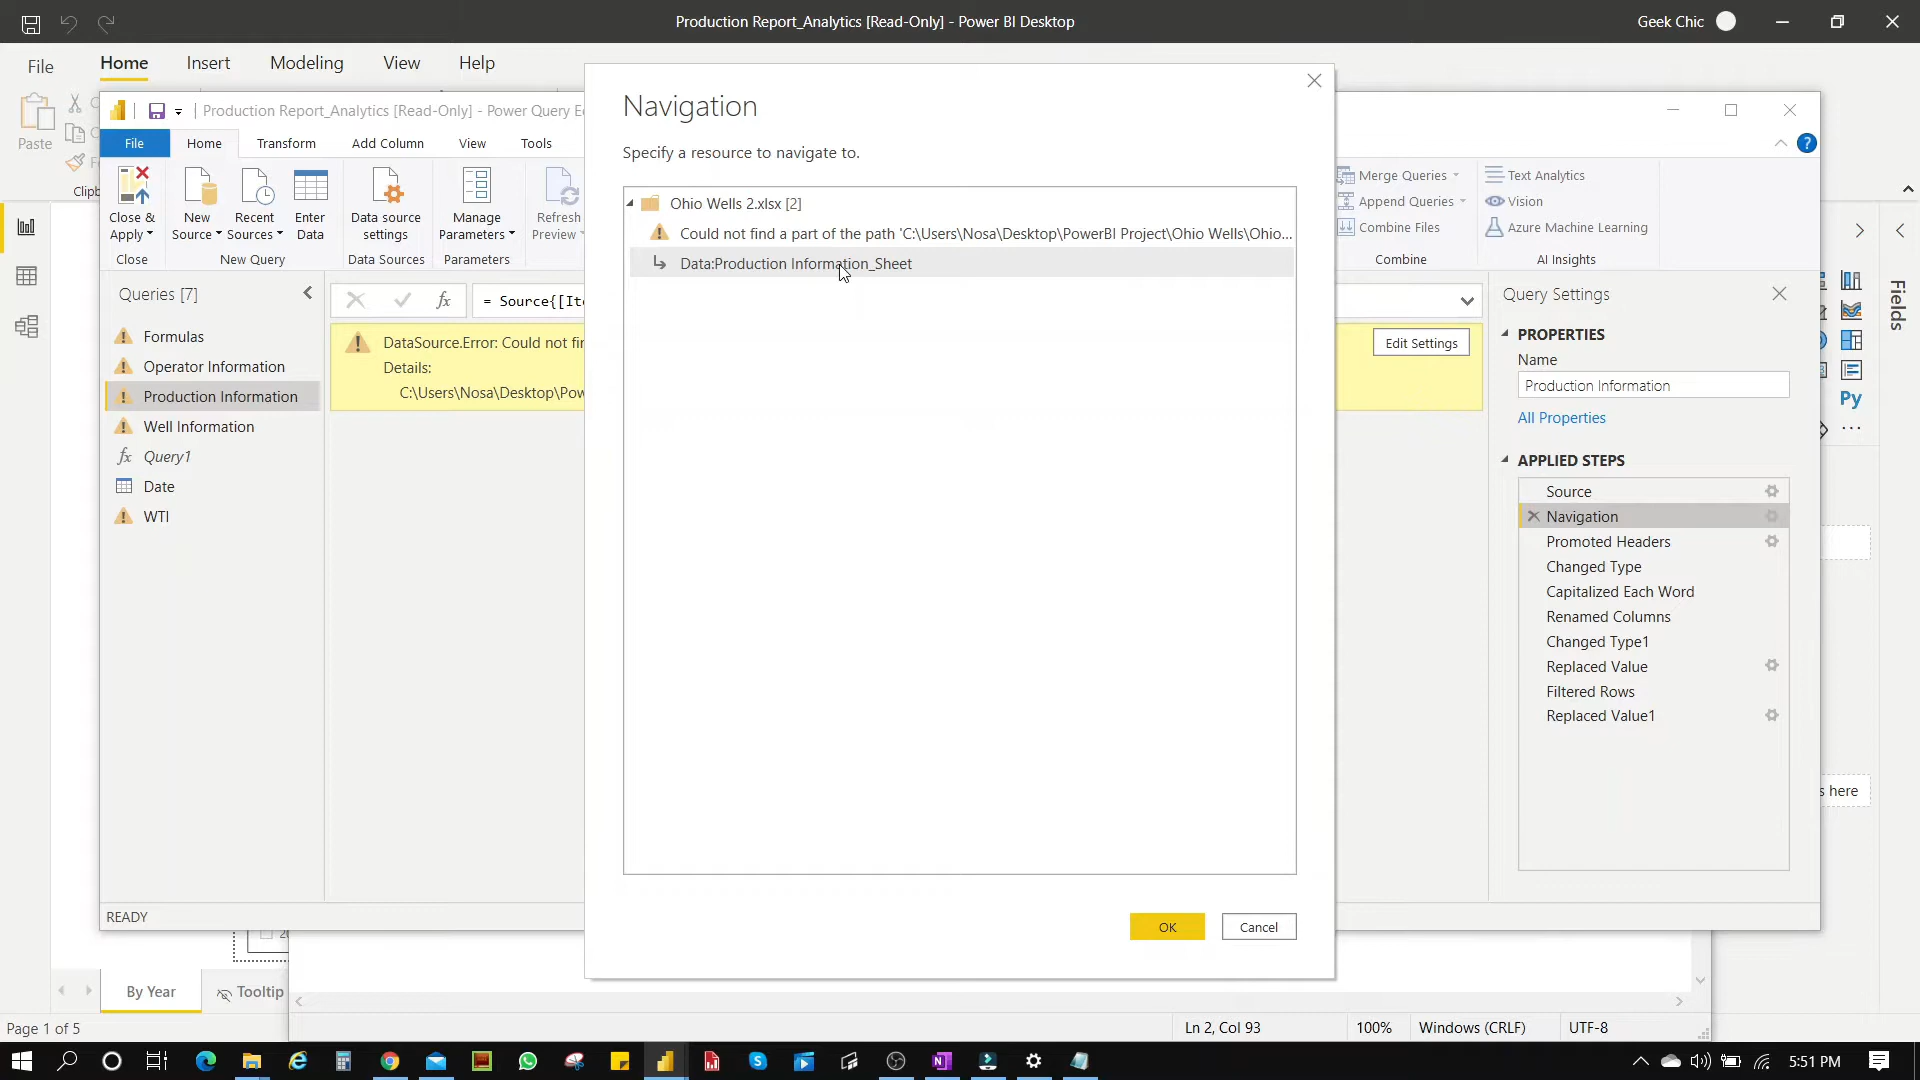 Production Report_Analytics [Read-Only] - Power BI Desktop
Geek Chic
File
Home
Insert
Modeling
View
Help
Paste
Clipb
Production Report_Analytics [Read-Only] - Power Query E
File
Home
Transform
Add Column
View
Tools
Close &
Apply
Close
New
Source
Recent
Sources
Enter
Data
New Query
Data source
settings
Data Sources
Manage
Parameters
Parameters
Refresh
Preview
Merge Queries
Append Queries
Combine Files
Combine
Text Analytics
Vision
Azure Machine Learning
AI Insights
Navigation
Specify a resource to navigate to.
Ohio Wells 2.xlsx [2]
Could not find a part of the path 'C:\Users\Nosa\Desktop\PowerBI Project\Ohio Wells\Ohio...
Data:Production Information_Sheet
OK
Cancel
Queries [7]
Formulas
Operator Information
Production Information
Well Information
fx Query1
Date
WTI
fx
= Source{[Ite
DataSource.Error: Could not fin
Details:
C:\Users\Nosa\Desktop\Pow
Edit Settings
Query Settings
PROPERTIES
Name
Production Information
All Properties
APPLIED STEPS
Source
Navigation
Promoted Headers
Changed Type
Capitalized Each Word
Renamed Columns
Changed Type1
Replaced Value
Filtered Rows
Replaced Value1
Fields
Py
s here
READY
By Year
Tooltip
Page 1 of 5
Ln 2, Col 93
100%
Windows (CRLF)
UTF-8
5:51 PM